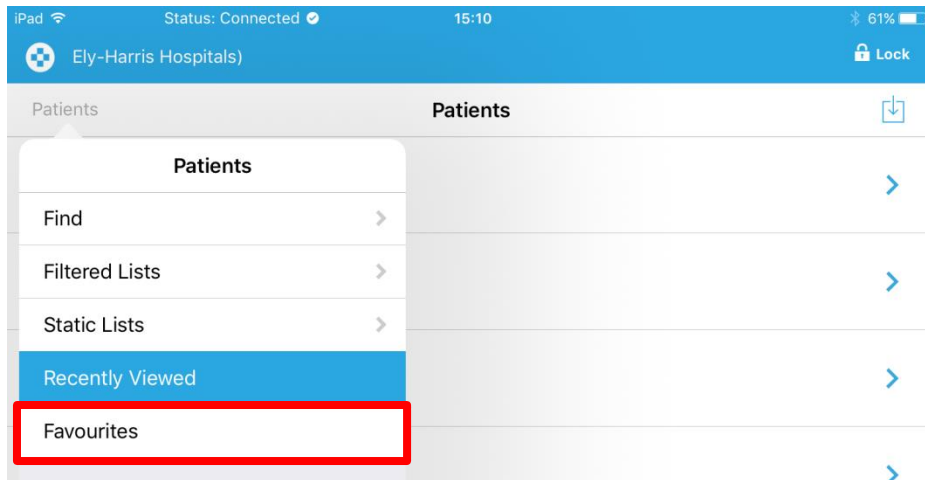 iPad Status: Connected 15:10 61%
Ely-Harris Hospitals) Lock
Patients Patients
Patients
Find
Filtered Lists
Static Lists
Recently Viewed
Favourites